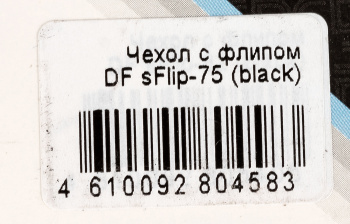 Чехол с флипом
DF sFlip-75 (black)
4 610092 804583